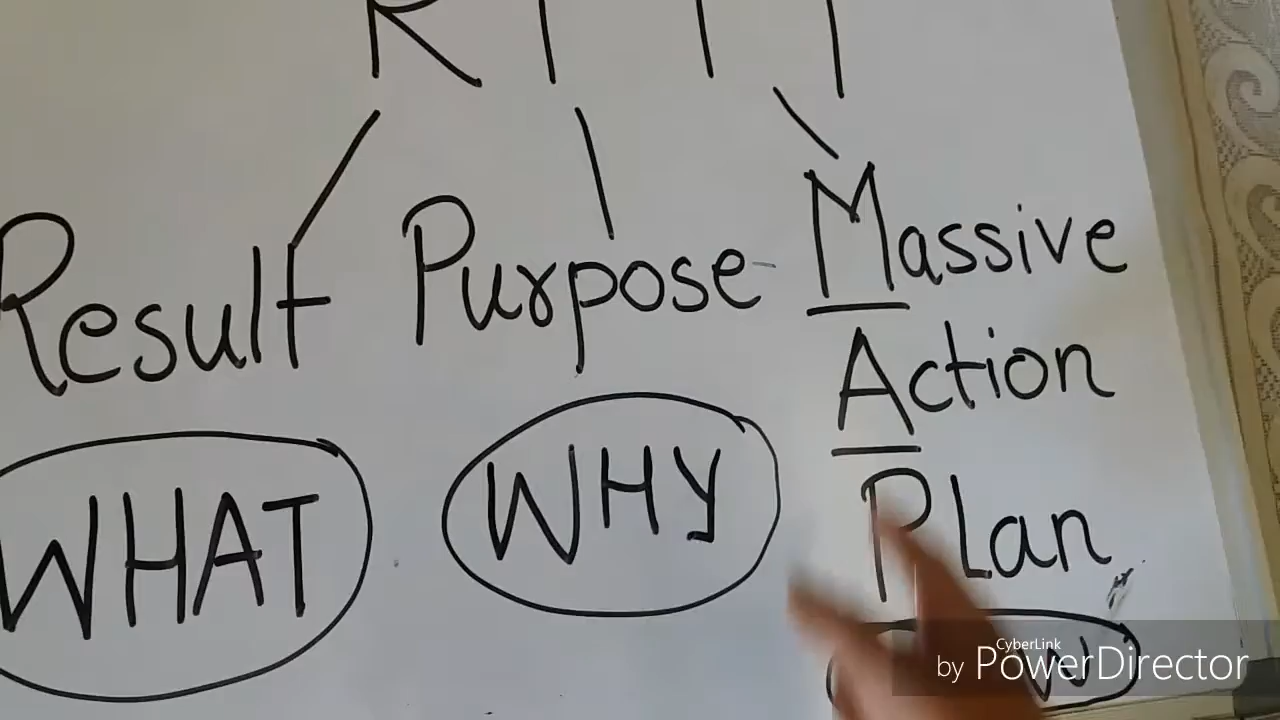 R
Result Purpose Massive
Action
Plan
WHAT WHY
CyberLink
by PowerDirector